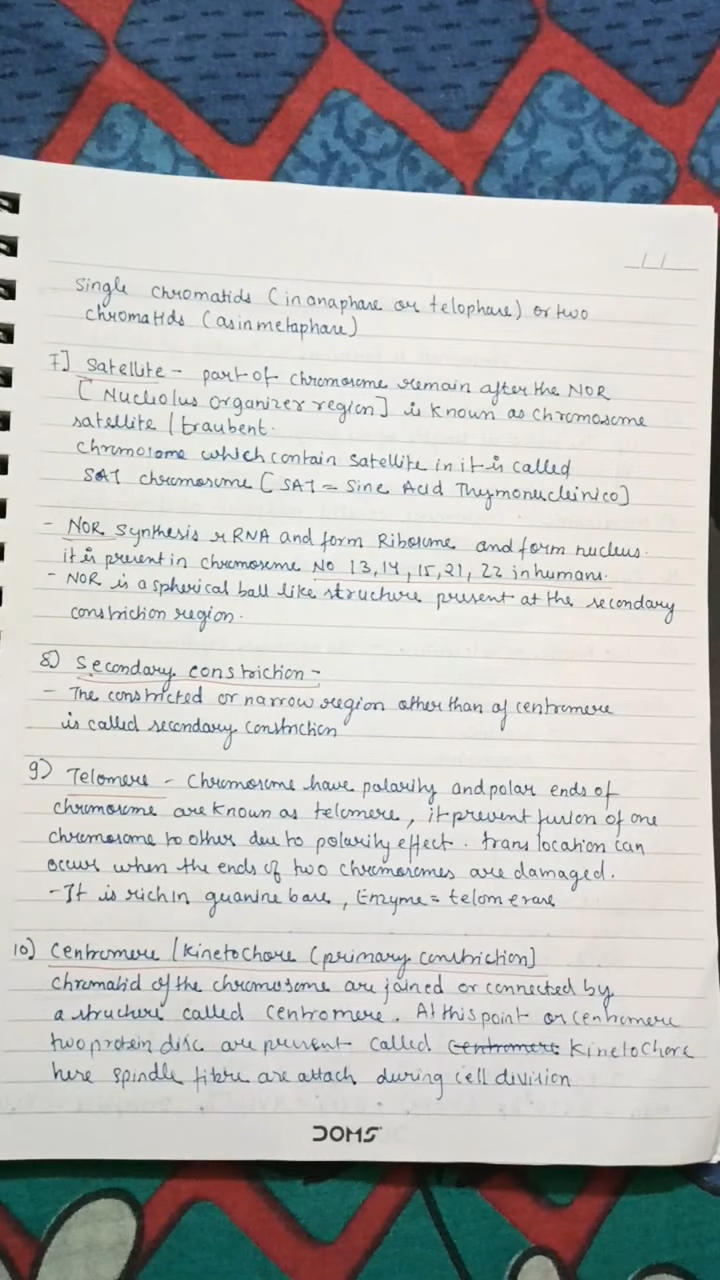 single chromatids (in anaphase or telophase) or two
chromatids (as in metaphase)
7] Satellite - part of chromosome remain after the NOR
[Nucleolus organizer region] is known as chromosome
satellite / traubent.
chromosome which contain satellite in it is called
SAT chromosome [SAT = Sine Acid Thymonucleinico]
- NOR synthesis rRNA and form Ribosome and form nucleus.
it is present in chromosome No 13, 14, 15, 21, 22 in humans.
- NOR is a spherical ball like structure present at the secondary
constriction region.
8) Secondary constriction -
- The constricted or narrow region other than of centromere
is called secondary constriction
9) Telomere - Chromosome have polarity and polar ends of
chromosome are known as telomere, it prevent fusion of one
chromosome to other due to polarity effect. translocation can
occur when the ends of two chromosomes are damaged.
- It is rich in guanine base, Enzyme = telomerase
10) Centromere / Kinetochore (primary constriction]
Chromatid of the chromosome are joined or connected by
a structure called centromere. At this point or centromere
two protein disc are present called centromere Kinetochore
here spindle fibre are attach during cell division
DOMS